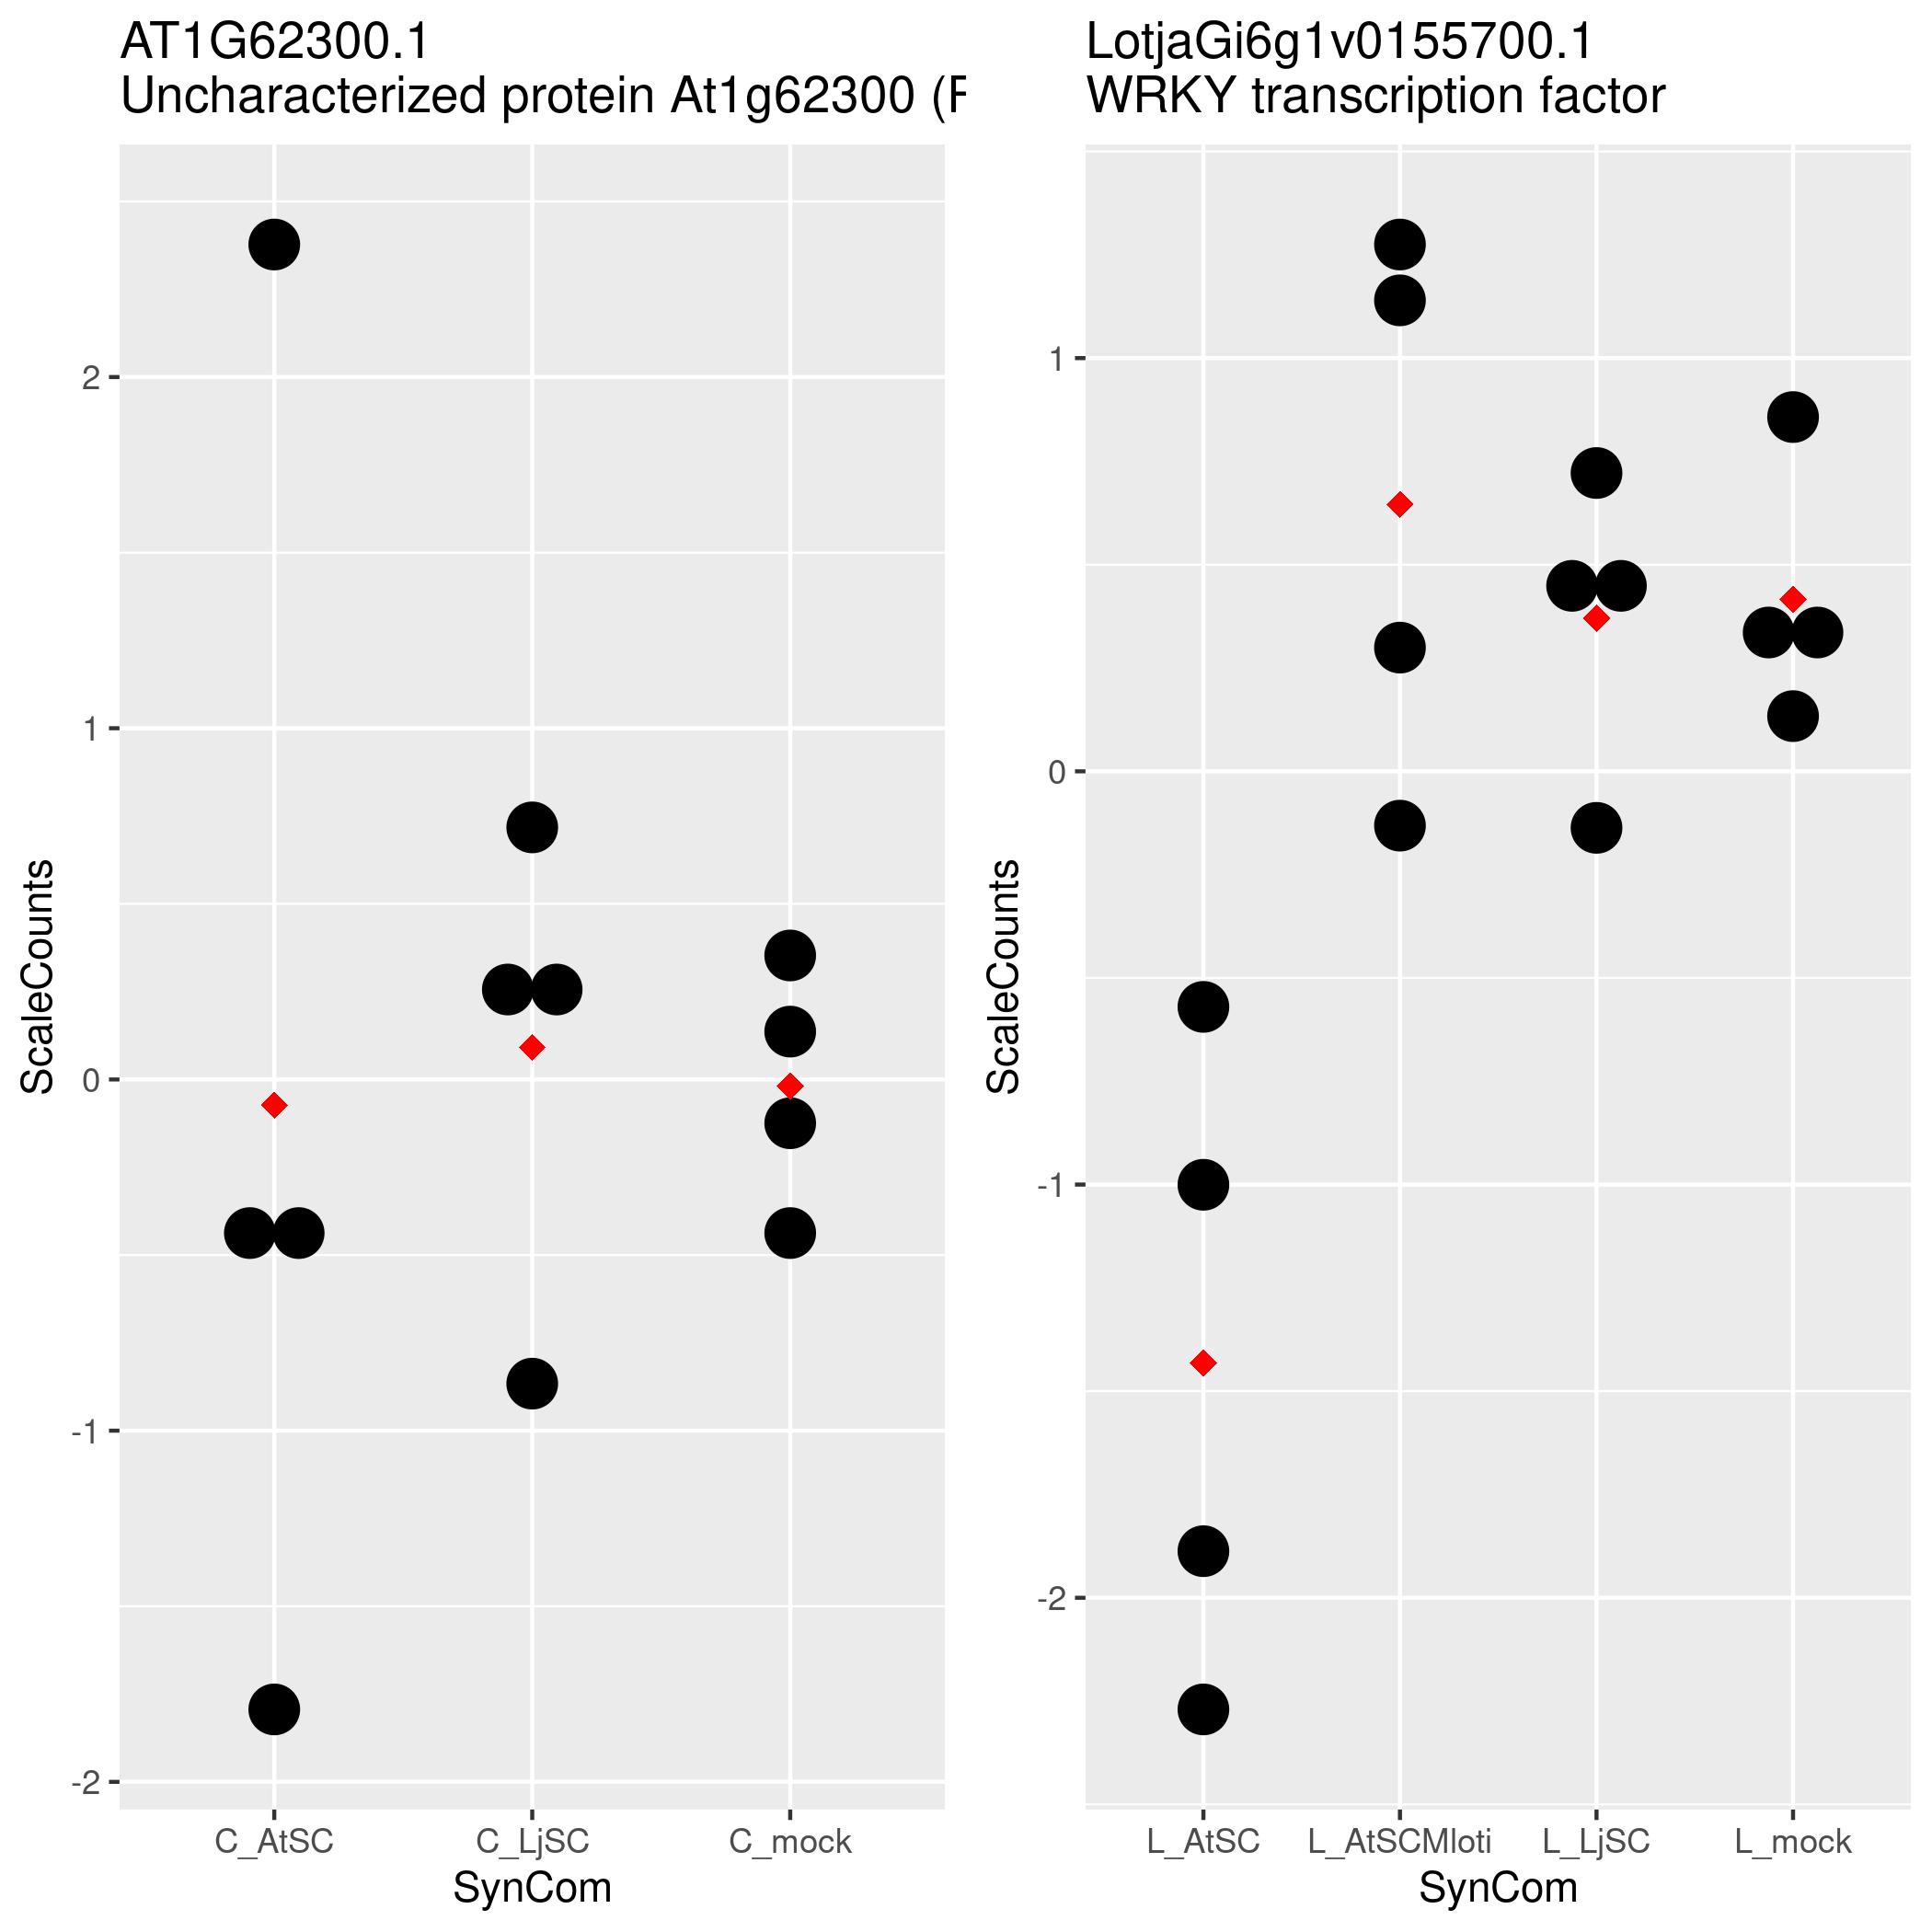 AT1G62300.1
Uncharacterized protein At1g62300 (F
ScaleCounts
2
1
0
-1
-2
C_AtSC C_LjSC C_mock
SynCom
LotjaGi6g1v0155700.1
WRKY transcription factor
ScaleCounts
1
0
-1
-2
L_AtSC L_AtSCMloti L_LjSC L_mock
SynCom